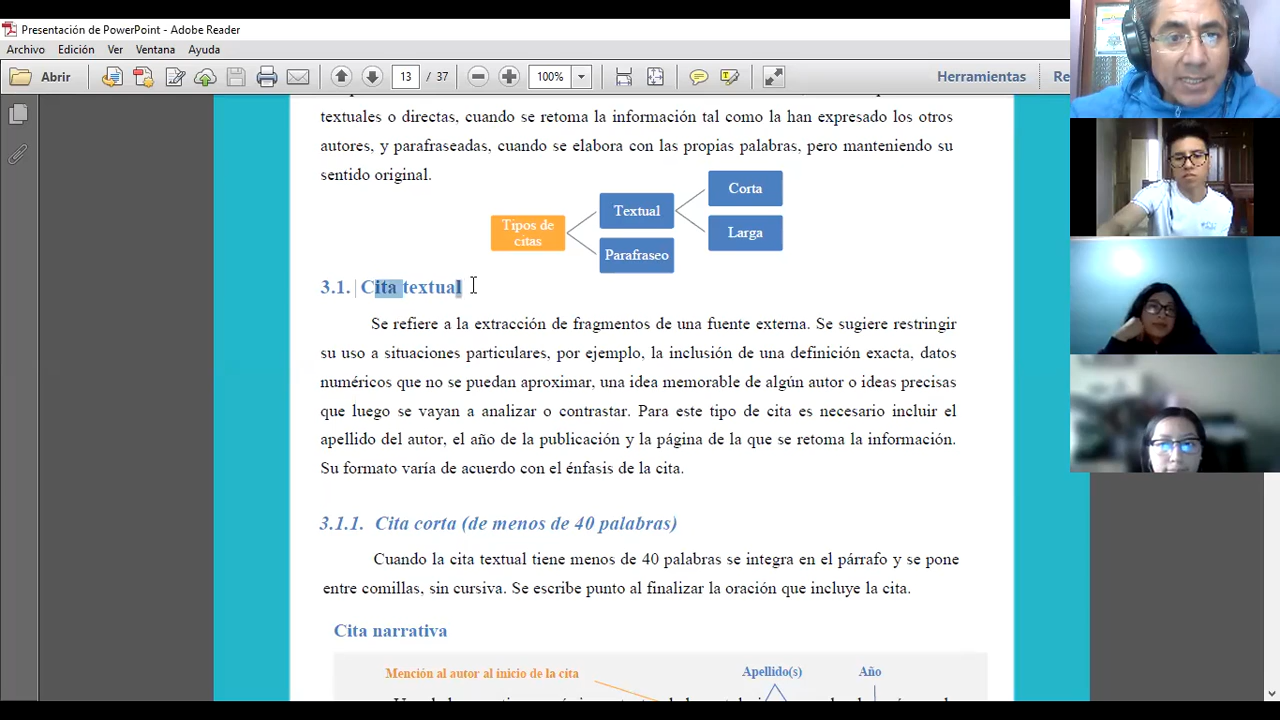 Presentación de PowerPoint - Adobe Reader
Archivo Edición Ver Ventana Ayuda
Abrir 13 / 37 100% Herramientas
textuales o directas, cuando se retoma la información tal como la han expresado los otros
autores, y parafraseadas, cuando se elabora con las propias palabras, pero manteniendo su
sentido original.
Corta
Textual
Tipos de
citas
Larga
Parafraseo
3.1. Cita textual
Se refiere a la extracción de fragmentos de una fuente externa. Se sugiere restringir
su uso a situaciones particulares, por ejemplo, la inclusión de una definición exacta, datos
numéricos que no se puedan aproximar, una idea memorable de algún autor o ideas precisas
que luego se vayan a analizar o contrastar. Para este tipo de cita es necesario incluir el
apellido del autor, el año de la publicación y la página de la que se retoma la información.
Su formato varía de acuerdo con el énfasis de la cita.
3.1.1. Cita corta (de menos de 40 palabras)
Cuando la cita textual tiene menos de 40 palabras se integra en el párrafo y se pone
entre comillas, sin cursiva. Se escribe punto al finalizar la oración que incluye la cita.
Cita narrativa
Mención al autor al inicio de la cita Apellido(s) Año